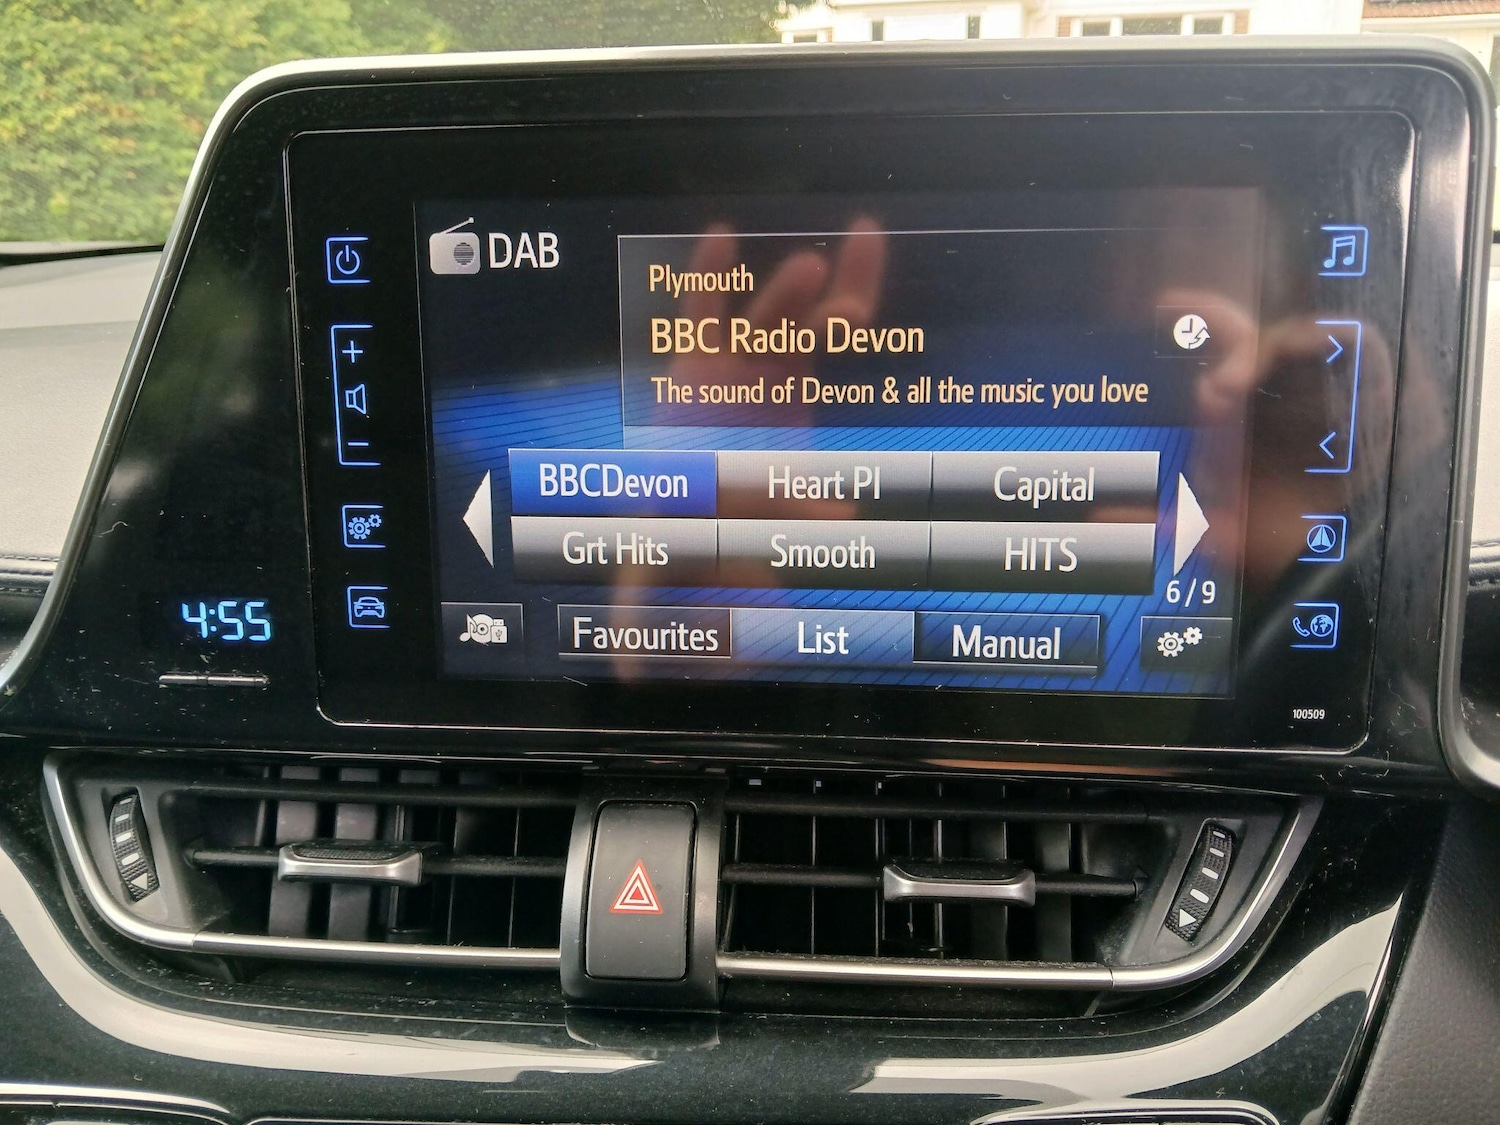 DAB
Plymouth
BBC Radio Devon
The sound of Devon & all the music you love
BBCDevon Heart Pl Capital
Grt Hits Smooth HITS
6/9
Favourites List Manual
4:55
100509